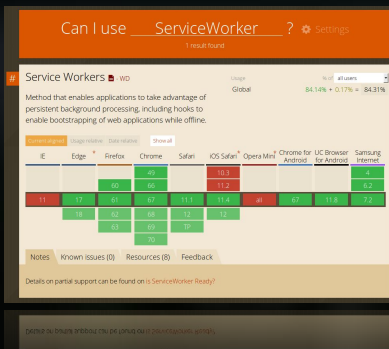 Can I use ServiceWorker ? Settings
1 result found
# Service Workers - WD
Usage % of all users
Global 84.14% + 0.17% = 84.31%
Method that enables applications to take advantage of
persistent background processing, including hooks to
enable bootstrapping of web applications while offline.
Current aligned Usage relative Date relative Show all
IE Edge * Firefox Chrome Safari iOS Safari * Opera Mini * Chrome for Android UC Browser for Android Samsung Internet
49 10.3 4
60 66 11.2 6.2
11 17 61 67 11.1 11.4 all 67 11.8 7.2
18 62 68 12 12
63 69 TP
70
Notes Known issues (0) Resources (8) Feedback
Details on partial support can be found on is ServiceWorker Ready?